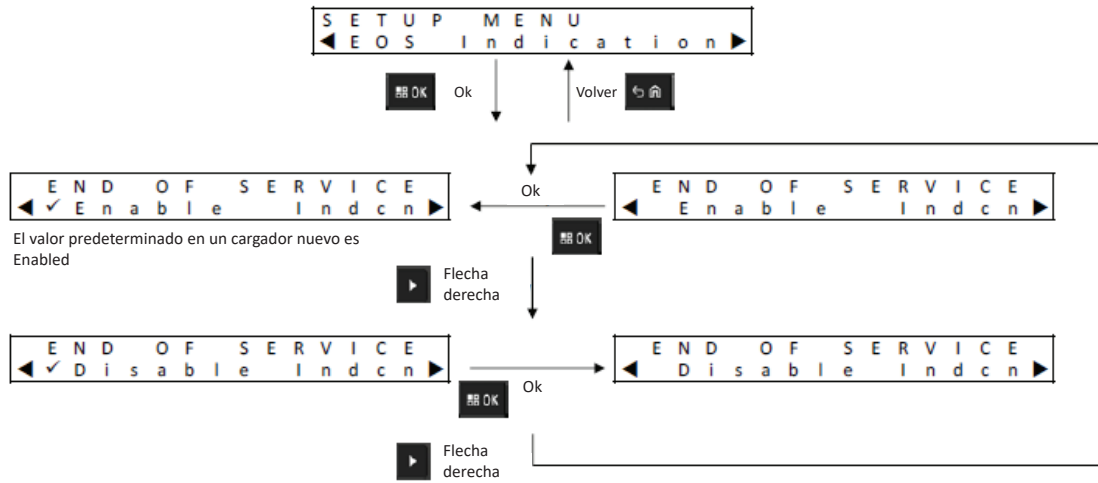 SETUP MENU
◀EOS Indication▶
OK
Ok
Volver
END OF SERVICE
◀✓Enable Indcn▶
Ok
END OF SERVICE
◀ Enable Indcn▶
El valor predeterminado en un cargador nuevo es
Enabled
OK
Flecha
derecha
END OF SERVICE
◀✓Disable Indcn▶
END OF SERVICE
◀ Disable Indcn▶
OK
Ok
Flecha
derecha